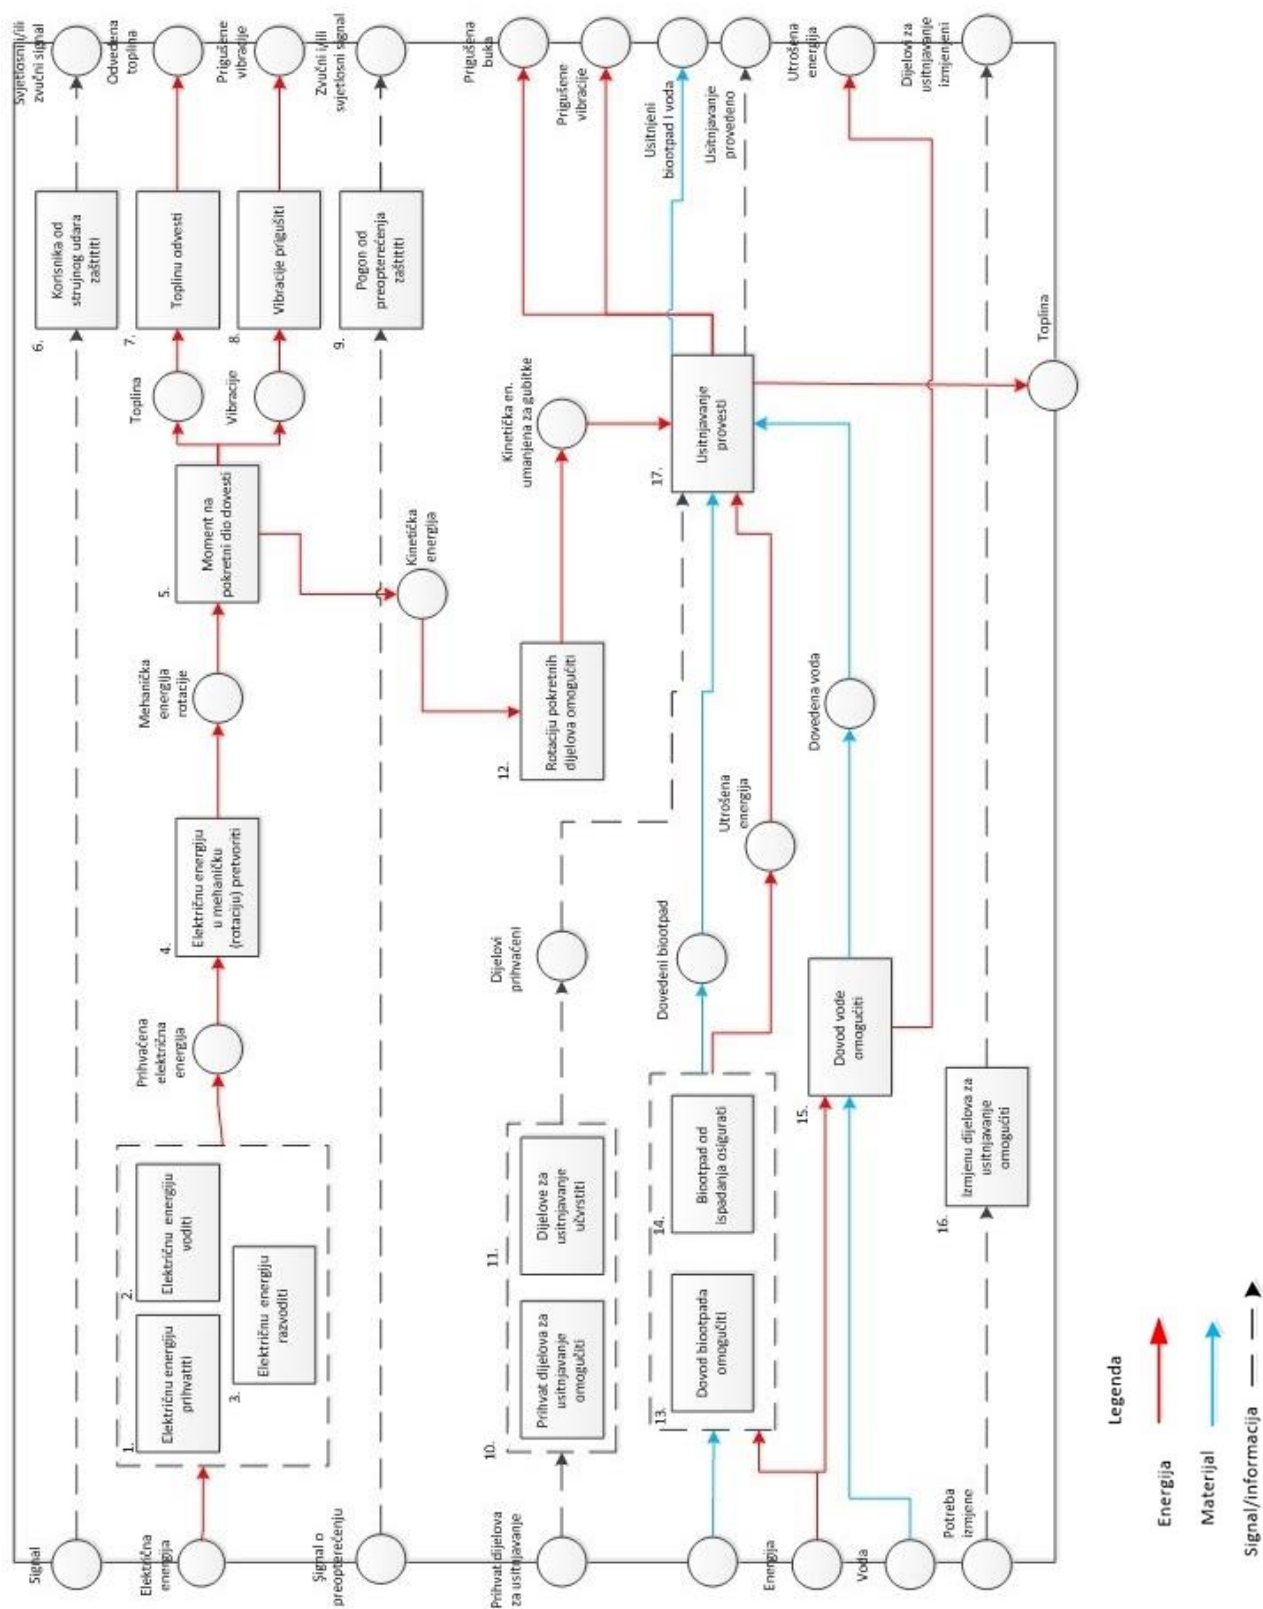 Signal
6.
Korisnika od
strujnog udara
zaštititi
Svjetlosni i/ili
zvučni signal
Električna
energija
1.
Električnu energiju
prihvatiti
2.
Električnu energiju
voditi
3.
Električnu energiju
razvoditi
Prihvaćena
električna
energija
4.
Električnu energiju
u mehaničku
(rotaciju) pretvoriti
Mehanička
energija
rotacije
5.
Moment na
pokretni dio dovesti
Toplina
7.
Toplinu odvesti
Odvedena
toplina
Vibracije
8.
Vibracije prigušiti
Prigušene
vibracije
Signal o
preopterećenju
9.
Pogon od
preopterećenja
zaštititi
Zvučni i/ili
svjetlosni signal
Kinetička
energija
12.
Rotaciju pokretnih
dijelova omogučiti
Kinetička en.
umanjena za gubitke
Prihvat dijelova
za usitnjavanje
10.
Prihvat dijelova za
usitnjavanje
omogučiti
11.
Dijelove za
usitnjavanje
učvrstiti
Dijelovi
prihvaćeni
17.
Usitnjavanje
provesti
Prigušena
buka
Prigušene
vibracije
Usitnjeni
biootpad I voda
Usitnjavanje
provedeno
13.
Dovod biootpada
omogučiti
14.
Biootpad od
ispadanja osigurati
Dovedeni biootpad
Utrošena
energija
Energija
Voda
15.
Dovod vode
omogućiti
Dovedena voda
Utrošena
energija
Potreba
izmjene
16.
Izmjenu dijelova za
usitnjavanje
omogućiti
Dijelovi za
usitnjavanje
izmjenjeni
Toplina
Legenda
Energija
Materijal
Signal/informacija